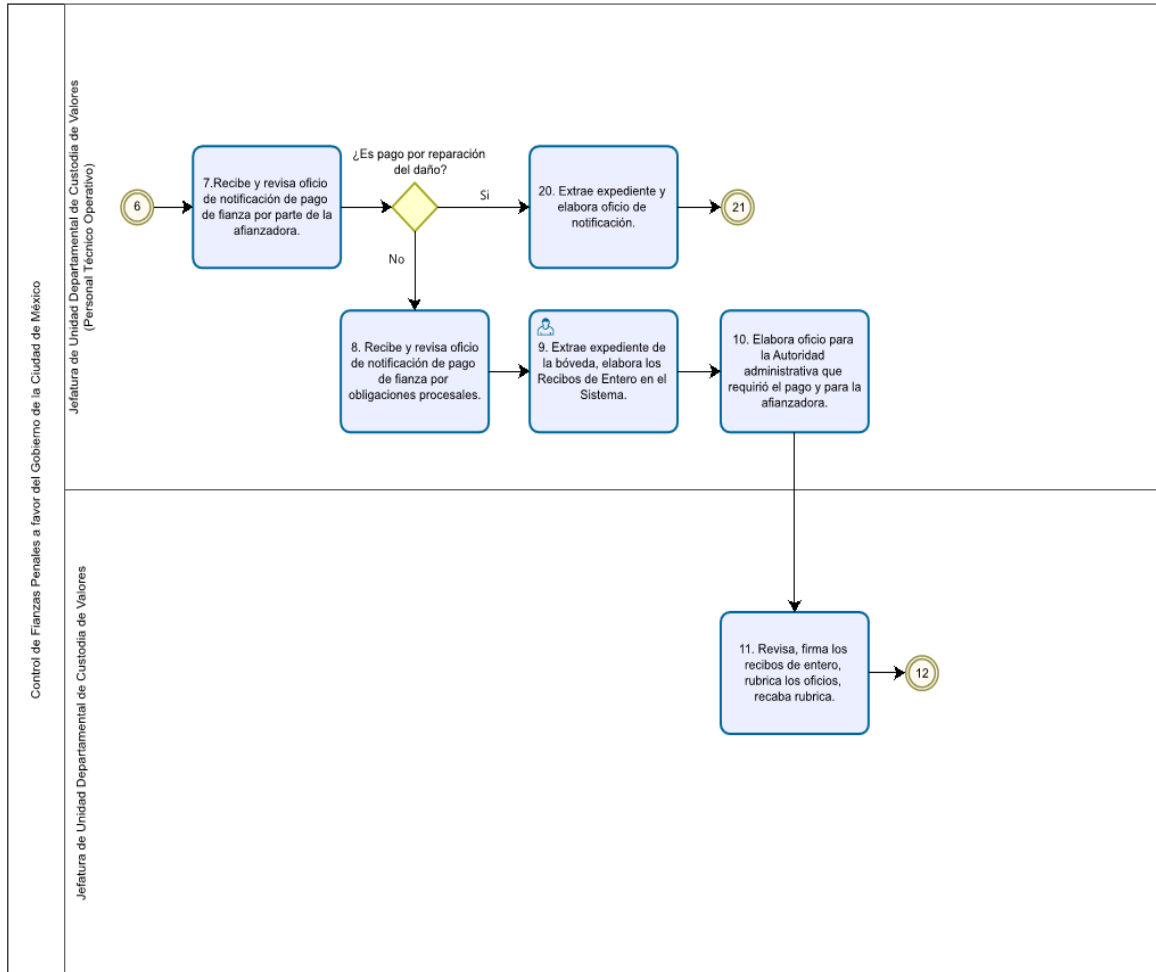 Control de Fianzas Penales a favor del Gobierno de la Ciudad de México
Jefatura de Unidad Departamental de Custodia de Valores
(Personal Técnico Operativo)
6
7.Recibe y revisa oficio
de notificación de pago
de fianza por parte de la
afianzadora.
¿Es pago por reparación
del daño?
Si
20. Extrae expediente y
elabora oficio de
notificación.
21
No
8. Recibe y revisa oficio
de notificación de pago
de fianza por
obligaciones procesales.
9. Extrae expediente de
la bóveda, elabora los
Recibos de Entero en el
Sistema.
10. Elabora oficio para
la Autoridad
administrativa que
requirió el pago y para la
afianzadora.
Jefatura de Unidad Departamental de Custodia de Valores
11. Revisa, firma los
recibos de entero,
rubrica los oficios,
recaba rubrica.
12